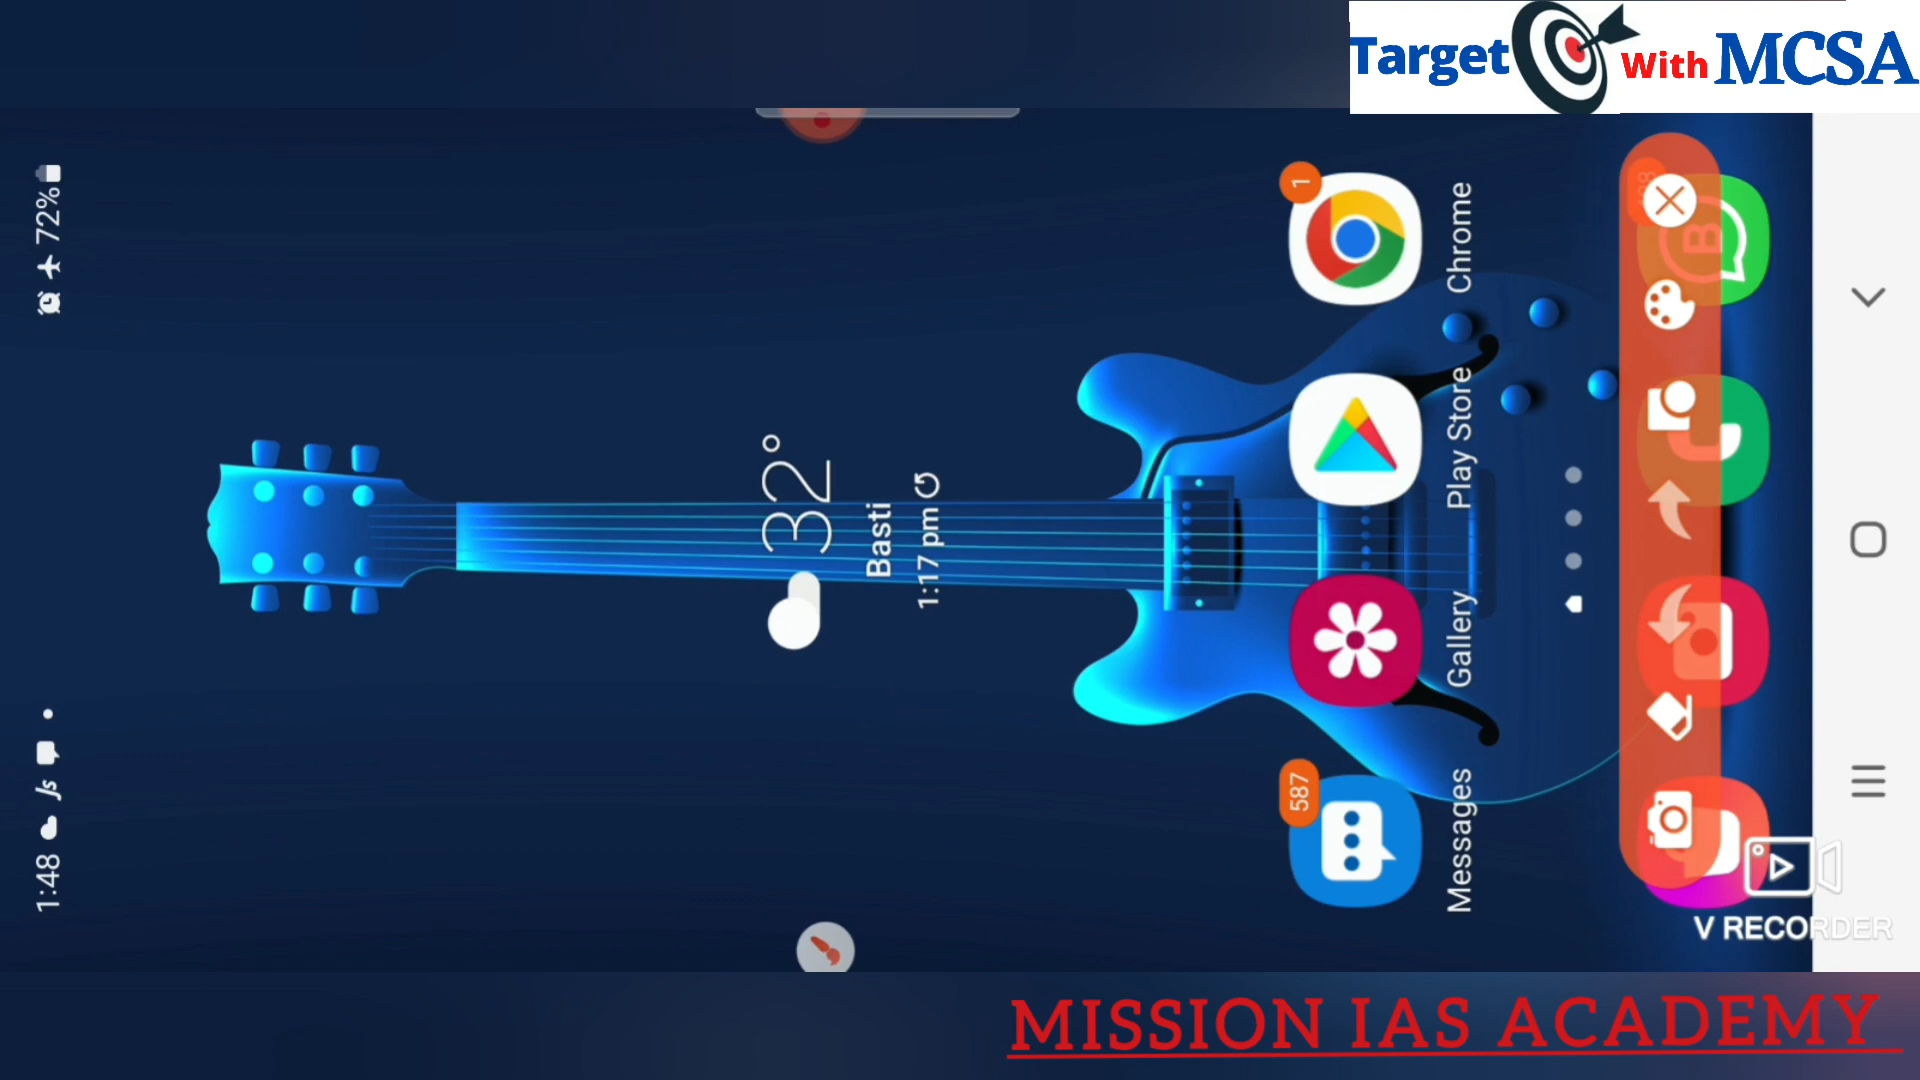 Target With MCSA
1:48 Js
72%
32°
Basti
1:17 pm
587
Messages
Gallery
Play Store
1
Chrome
V RECORDER
MISSION IAS ACADEMY